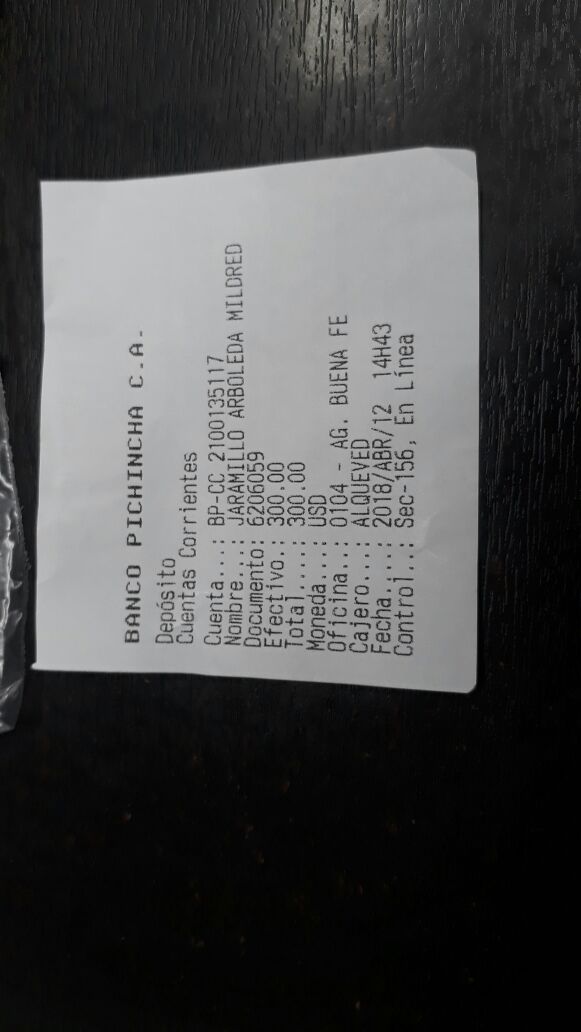 BANCO PICHINCHA C.A.
Depósito
Cuentas Corrientes
Cuenta...: BP-CC 2100135117
Nombre...: JARAMILLO ARBOLEDA MILDRED
Documento: 6206059
Efectivo.: 300.00
Total....: 300.00
Moneda...: USD
Oficina..: 0104 - AG. BUENA FE
Cajero...: ALQUEVED
Fecha....: 2018/ABR/12 14H43
Control..: Sec-156, En Línea